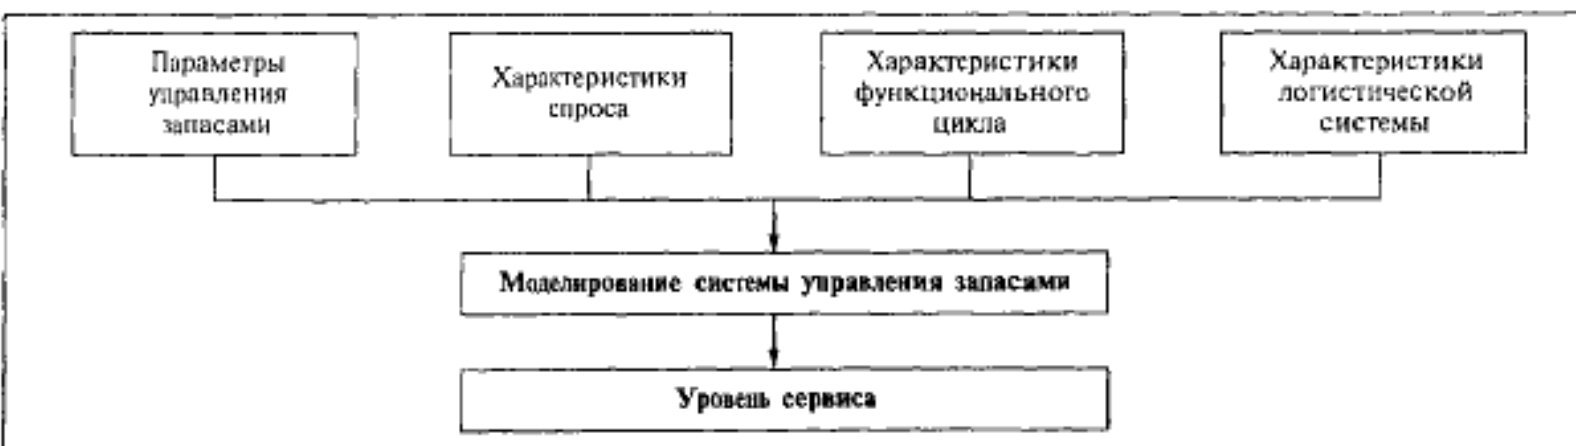 Параметры
управления
запасами
Характеристики
спроса
Характеристики
функционального
цикла
Характеристики
логистической
системы
Моделирование системы управления запасами
Уровень сервиса